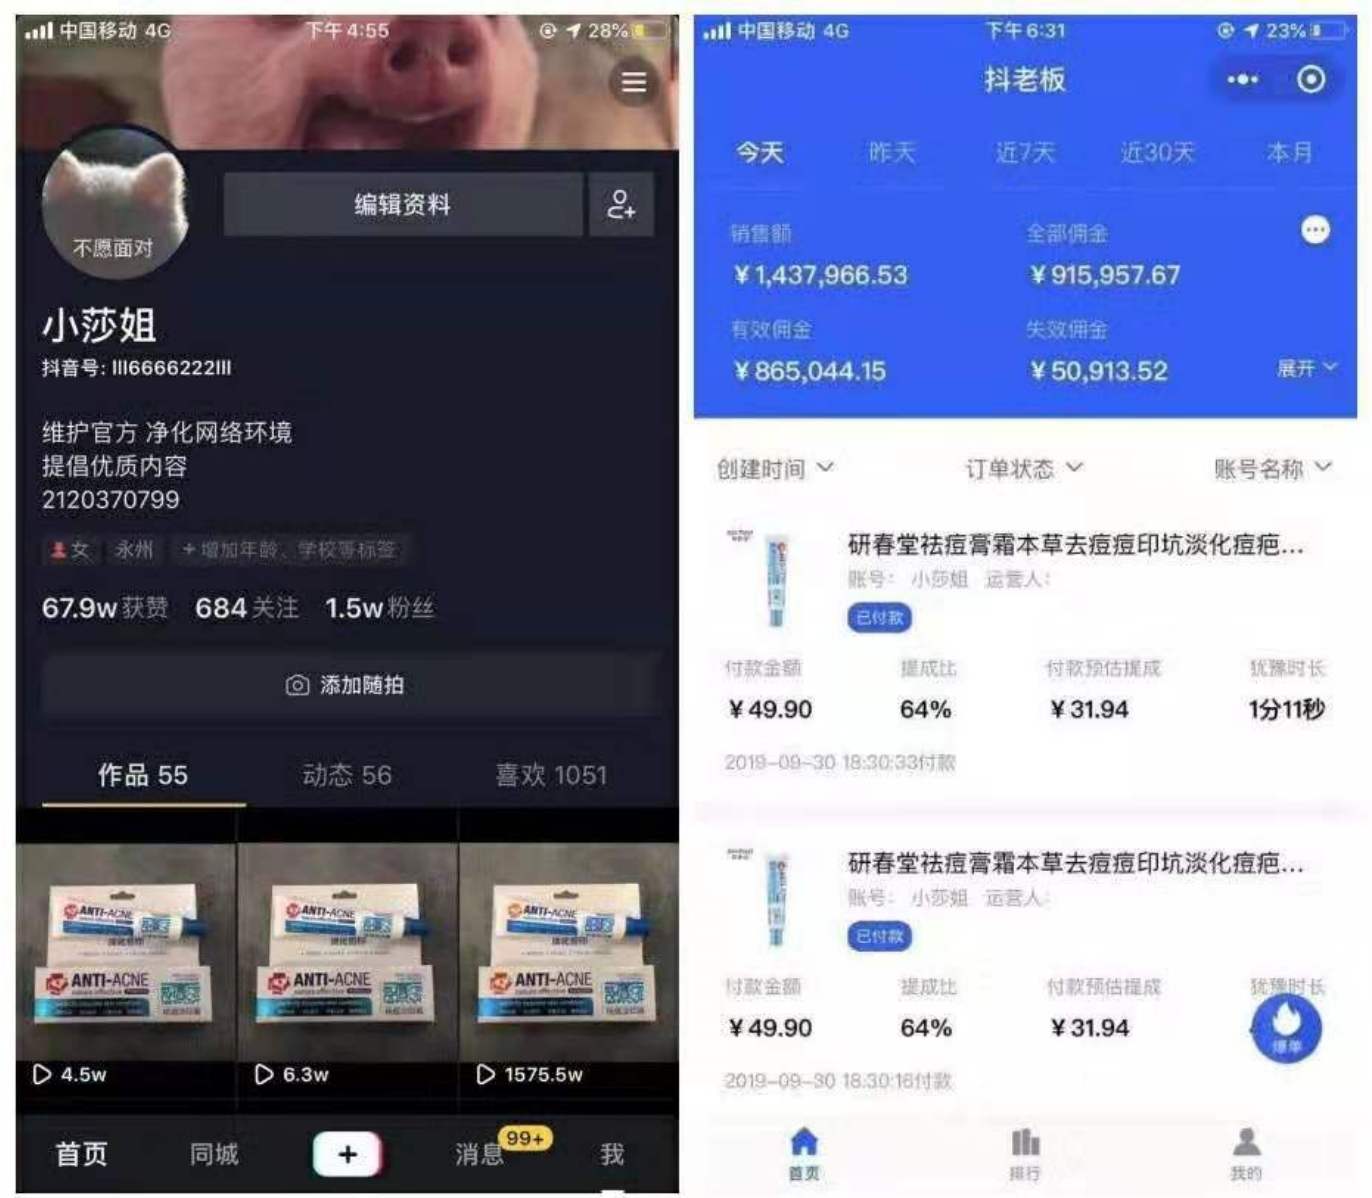 中国移动 4G 下午4:55 28%
不愿面对
编辑资料
小莎姐
抖音号: lll6666222lll
维护官方 净化网络环境
提倡优质内容
2120370799
女 永州 +增加年龄、学校等标签
67.9w获赞 684关注 1.5w粉丝
添加随拍
作品 55 动态 56 喜欢 1051
ANTI-ACNE ANTI-ACNE ANTI-ACNE
ANTI-ACNE ANTI-ACNE ANTI-ACNE
4.5w 6.3w 1575.5w
首页 同城 消息 99+ 我
中国移动 4G 下午6:31 23%
抖老板
今天 昨天 近7天 近30天 本月
销售额 全部佣金
¥1,437,966.53 ¥915,957.67
有效佣金 失效佣金
¥865,044.15 ¥50,913.52 展开
创建时间 订单状态 账号名称
研春堂祛痘膏霜本草去痘痘印坑淡化痘疤...
账号: 小莎姐 运营人:
已付款
付款金额 提成比 付款预估提成 犹豫时长
¥49.90 64% ¥31.94 1分11秒
2019-09-30 18:30:33付款
研春堂祛痘膏霜本草去痘痘印坑淡化痘疤...
账号: 小莎姐 运营人:
已付款
付款金额 提成比 付款预估提成 犹豫时长
¥49.90 64% ¥31.94
爆单
2019-09-30 18:30:16付款
首页 排行 我的